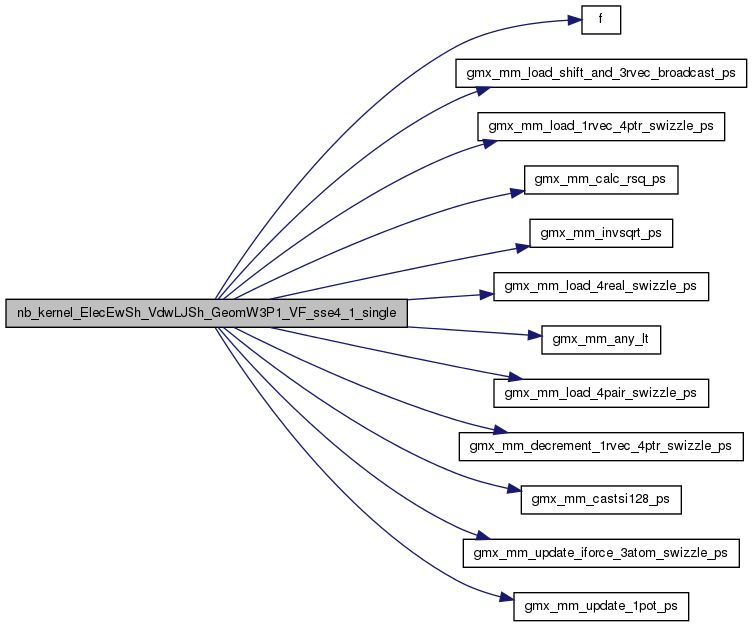 f
gmx_mm_load_shift_and_3rvec_broadcast_ps
gmx_mm_load_1rvec_4ptr_swizzle_ps
gmx_mm_calc_rsq_ps
gmx_mm_invsqrt_ps
gmx_mm_load_4real_swizzle_ps
nb_kernel_ElecEwSh_VdwLJSh_GeomW3P1_VF_sse4_1_single
gmx_mm_any_lt
gmx_mm_load_4pair_swizzle_ps
gmx_mm_decrement_1rvec_4ptr_swizzle_ps
gmx_mm_castsi128_ps
gmx_mm_update_iforce_3atom_swizzle_ps
gmx_mm_update_1pot_ps